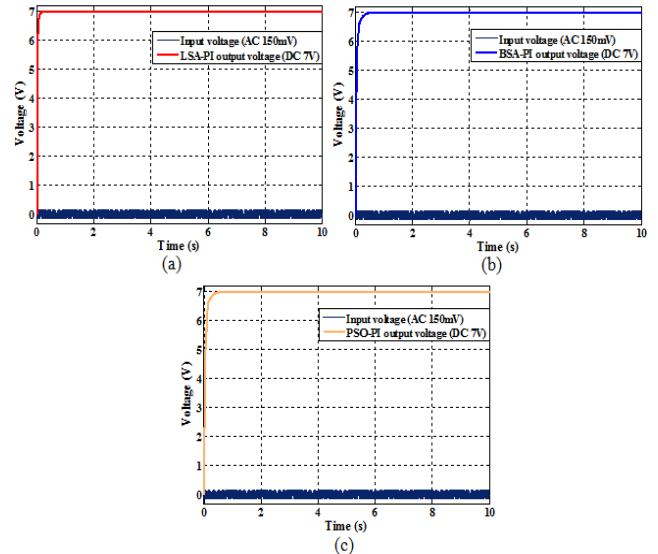 7
6
5
4
3
2
1
0
Voltage (V)
Input voltage (AC 150mV)
LSA-PI output voltage (DC 7V)
0 2 4 6 8 10
Time (s)
(a)
7
6
5
4
3
2
1
0
Voltage (V)
Input voltage (AC 150mV)
BSA-PI output voltage (DC 7V)
0 2 4 6 8 10
Time (s)
(b)
7
6
5
4
3
2
1
0
Voltage (V)
Input voltage (AC 150mV)
PSO-PI output voltage (DC 7V)
0 2 4 6 8 10
Time (s)
(c)